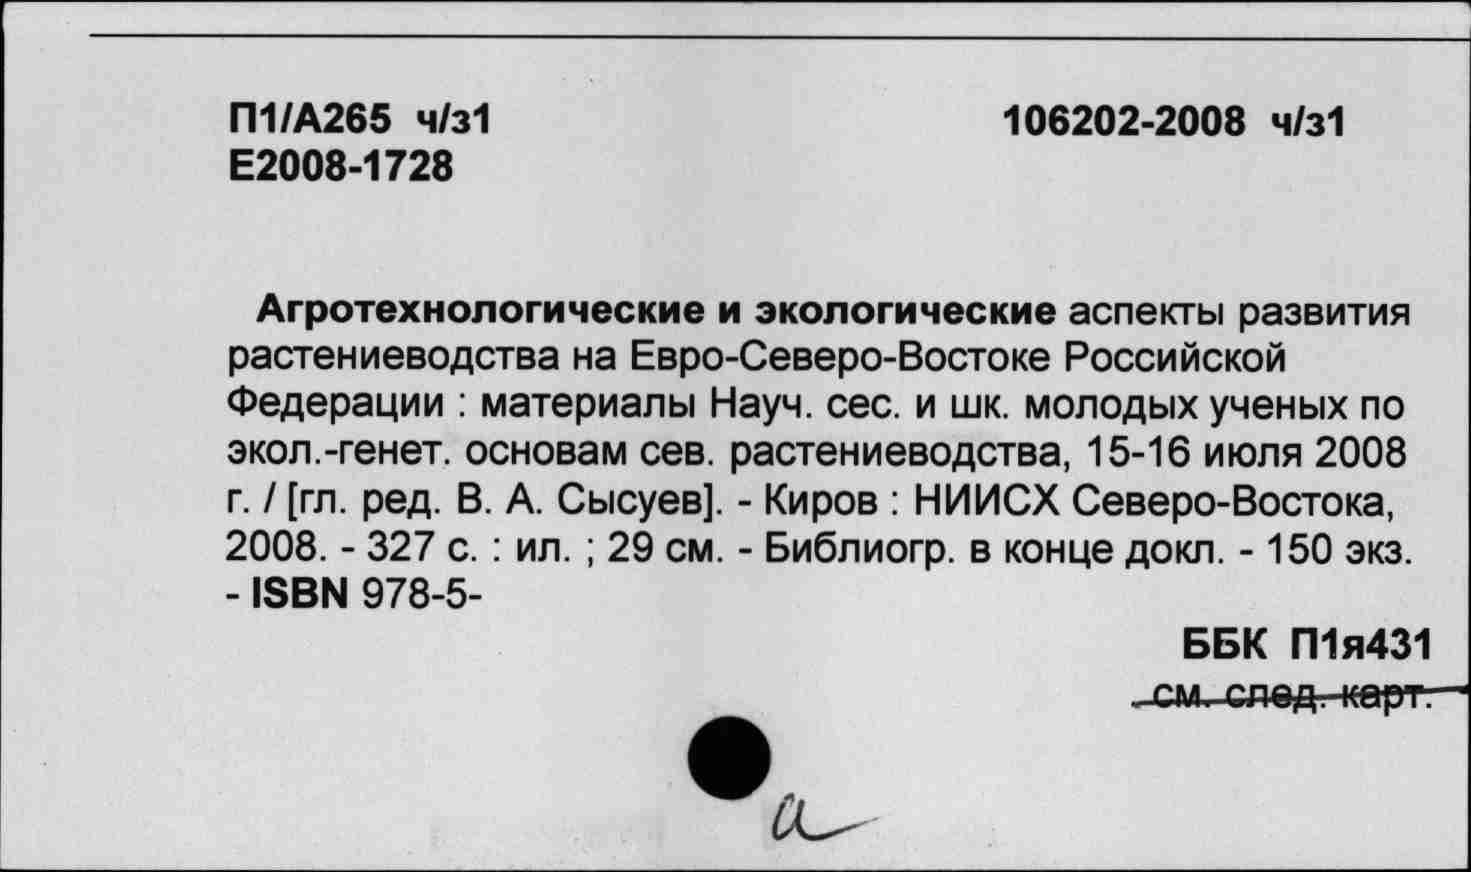 П1/А265 ч/з1
106202-2008 ч/з1
Е2008-1728
Агротехнологические и экологические аспекты развития
растениеводства на Евро-Северо-Востоке Российской
Федерации : материалы Науч. сес. и шк. молодых ученых по
экол.-генет. основам сев. растениеводства, 15-16 июля 2008
г. / [гл. ред. В. А. Сысуев]. - Киров : НИИСХ Северо-Востока,
2008. - 327 с. : ил. ; 29 см. - Библиогр. в конце докл. - 150 экз.
- ISBN 978-5-
ББК П1я431
см. след. карт.
а